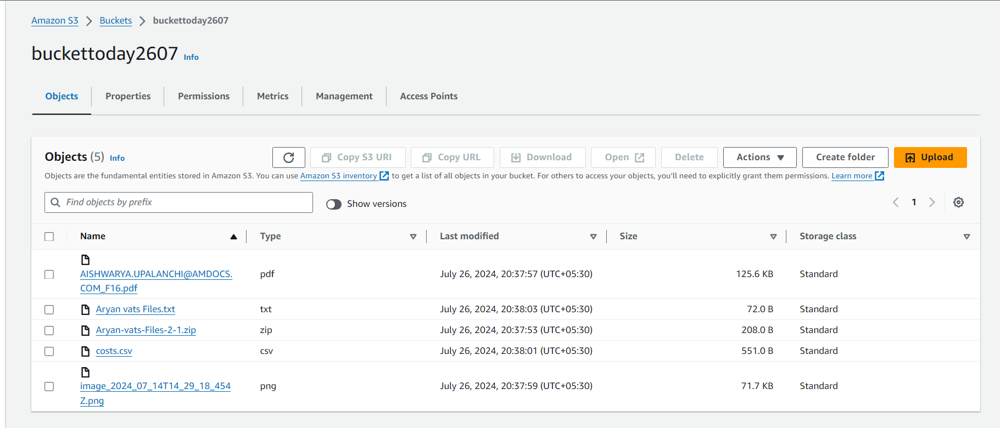 Amazon S3 > Buckets > buckettoday2607
buckettoday2607 Info
Objects Properties Permissions Metrics Management Access Points
Objects (5) Info Copy S3 URI Copy URL Download Open Delete Actions Create folder Upload
Objects are the fundamental entities stored in Amazon S3. You can use Amazon S3 inventory to get a list of all objects in your bucket. For others to access your objects, you'll need to explicitly grant them permissions. Learn more
Find objects by prefix Show versions 1
Name Type Last modified Size Storage class
AISHWARYA.UPALANCHI@AMDOCS. pdf July 26, 2024, 20:37:57 (UTC+05:30) 125.6 KB Standard
COM_F16.pdf
Aryan vats Files.txt txt July 26, 2024, 20:38:03 (UTC+05:30) 72.0 B Standard
Aryan-vats-Files-2-1.zip zip July 26, 2024, 20:37:53 (UTC+05:30) 208.0 B Standard
costs.csv csv July 26, 2024, 20:38:01 (UTC+05:30) 551.0 B Standard
image_2024_07_14T14_29_18_454 png July 26, 2024, 20:37:59 (UTC+05:30) 71.7 KB Standard
Z.png